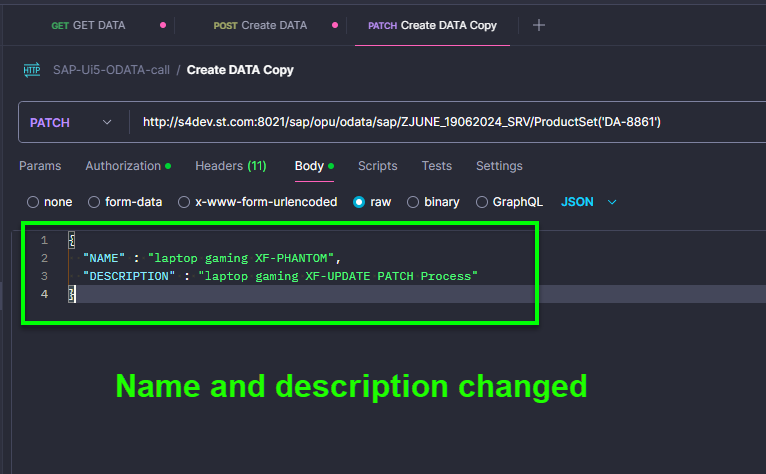 GET GET DATA
POST Create DATA
PATCH Create DATA Copy
HTTP SAP-Ui5-ODATA-call / Create DATA Copy
PATCH http://s4dev.st.com:8021/sap/opu/odata/sap/ZJUNE_19062024_SRV/ProductSet('DA-8861')
Params Authorization Headers (11) Body Scripts Tests Settings
none form-data x-www-form-urlencoded raw binary GraphQL JSON
1 {
2 "NAME" : "laptop gaming XF-PHANTOM",
3 "DESCRIPTION" : "laptop gaming XF-UPDATE PATCH Process"
4 }
Name and description changed